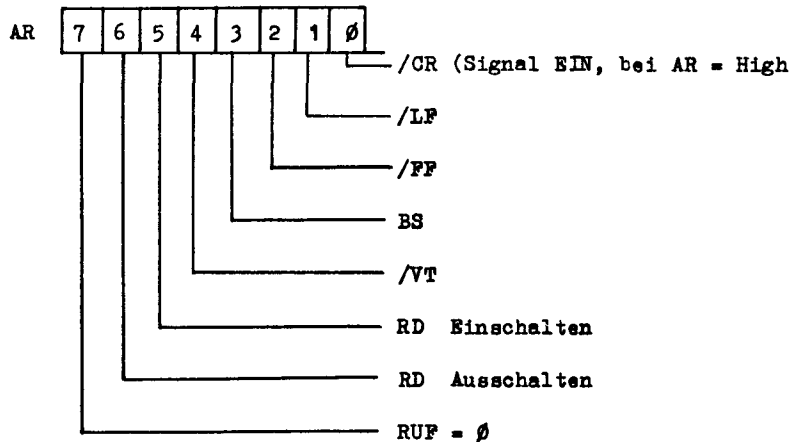 AR 7 6 5 4 3 2 1 Ø
/CR (Signal EIN, bei AR = High
/LF
/FF
BS
/VT
RD Einschalten
RD Ausschalten
RUF = Ø